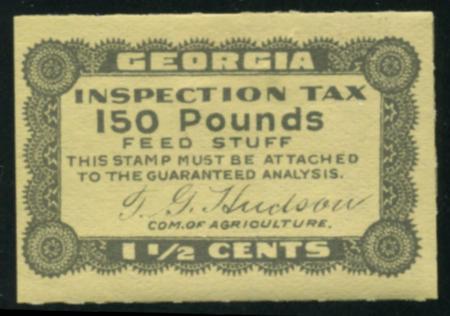 GEORGIA
INSPECTION TAX
150 Pounds
FEED STUFF
THIS STAMP MUST BE ATTACHED
TO THE GUARANTEED ANALYSIS.
T. G. Hudson
COM. OF AGRICULTURE.
1 1/2 CENTS